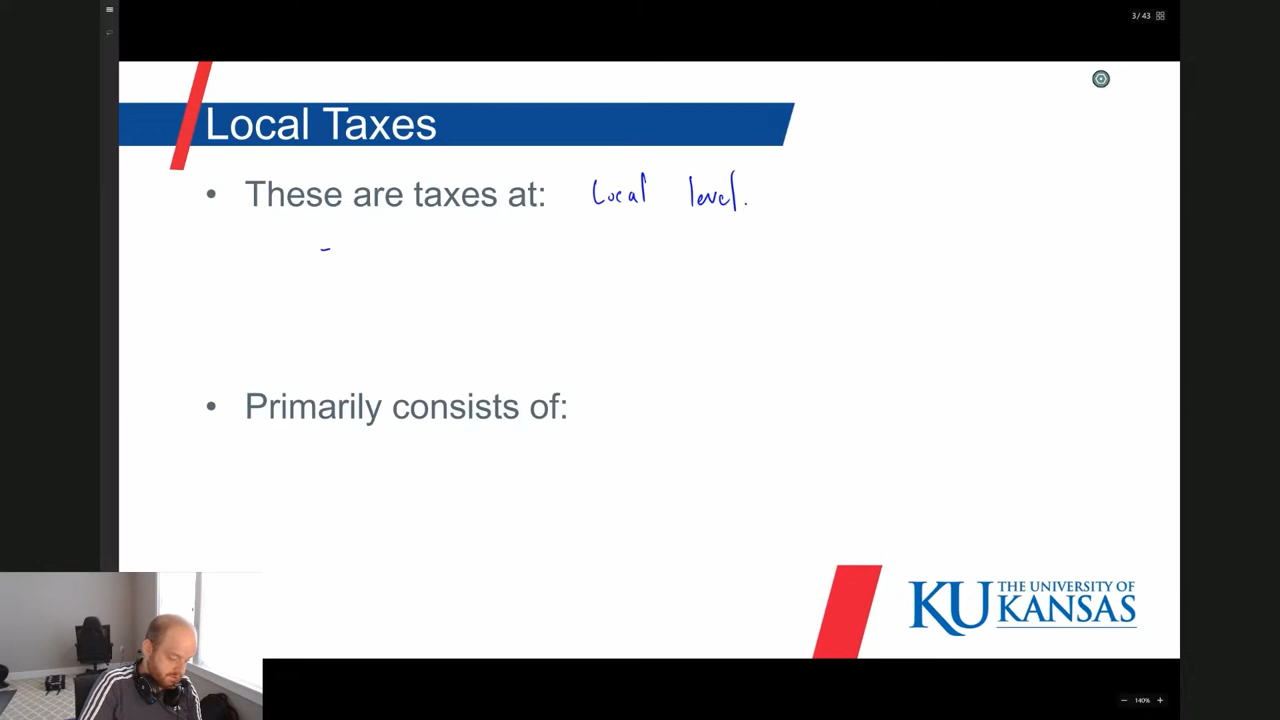 3 / 43
Local Taxes
• These are taxes at: Local level.
-
• Primarily consists of:
KU THE UNIVERSITY OF
KANSAS
140%